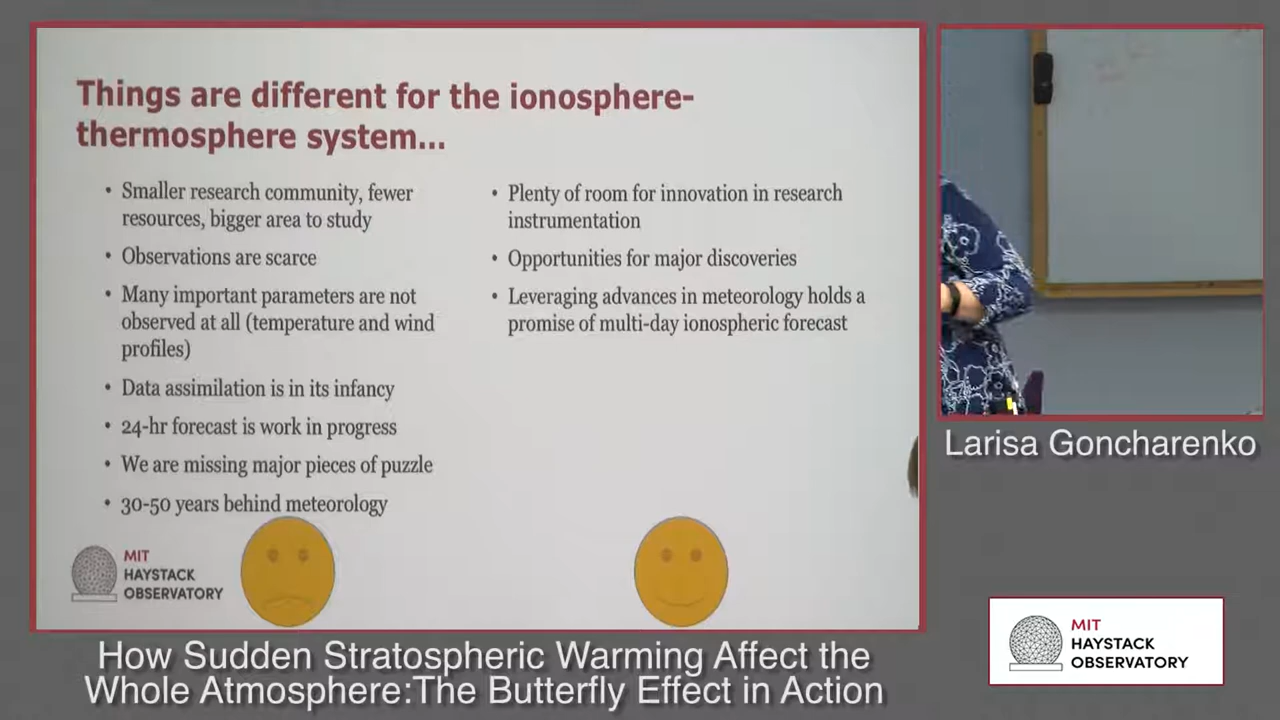 Things are different for the ionosphere-
thermosphere system...
• Smaller research community, fewer
resources, bigger area to study
• Observations are scarce
• Many important parameters are not
observed at all (temperature and wind
profiles)
• Data assimilation is in its infancy
• 24-hr forecast is work in progress
• We are missing major pieces of puzzle
• 30-50 years behind meteorology
• Plenty of room for innovation in research
instrumentation
• Opportunities for major discoveries
• Leveraging advances in meteorology holds a
promise of multi-day ionospheric forecast
MIT
HAYSTACK
OBSERVATORY
Larisa Goncharenko
How Sudden Stratospheric Warming Affect the
Whole Atmosphere:The Butterfly Effect in Action
MIT
HAYSTACK
OBSERVATORY